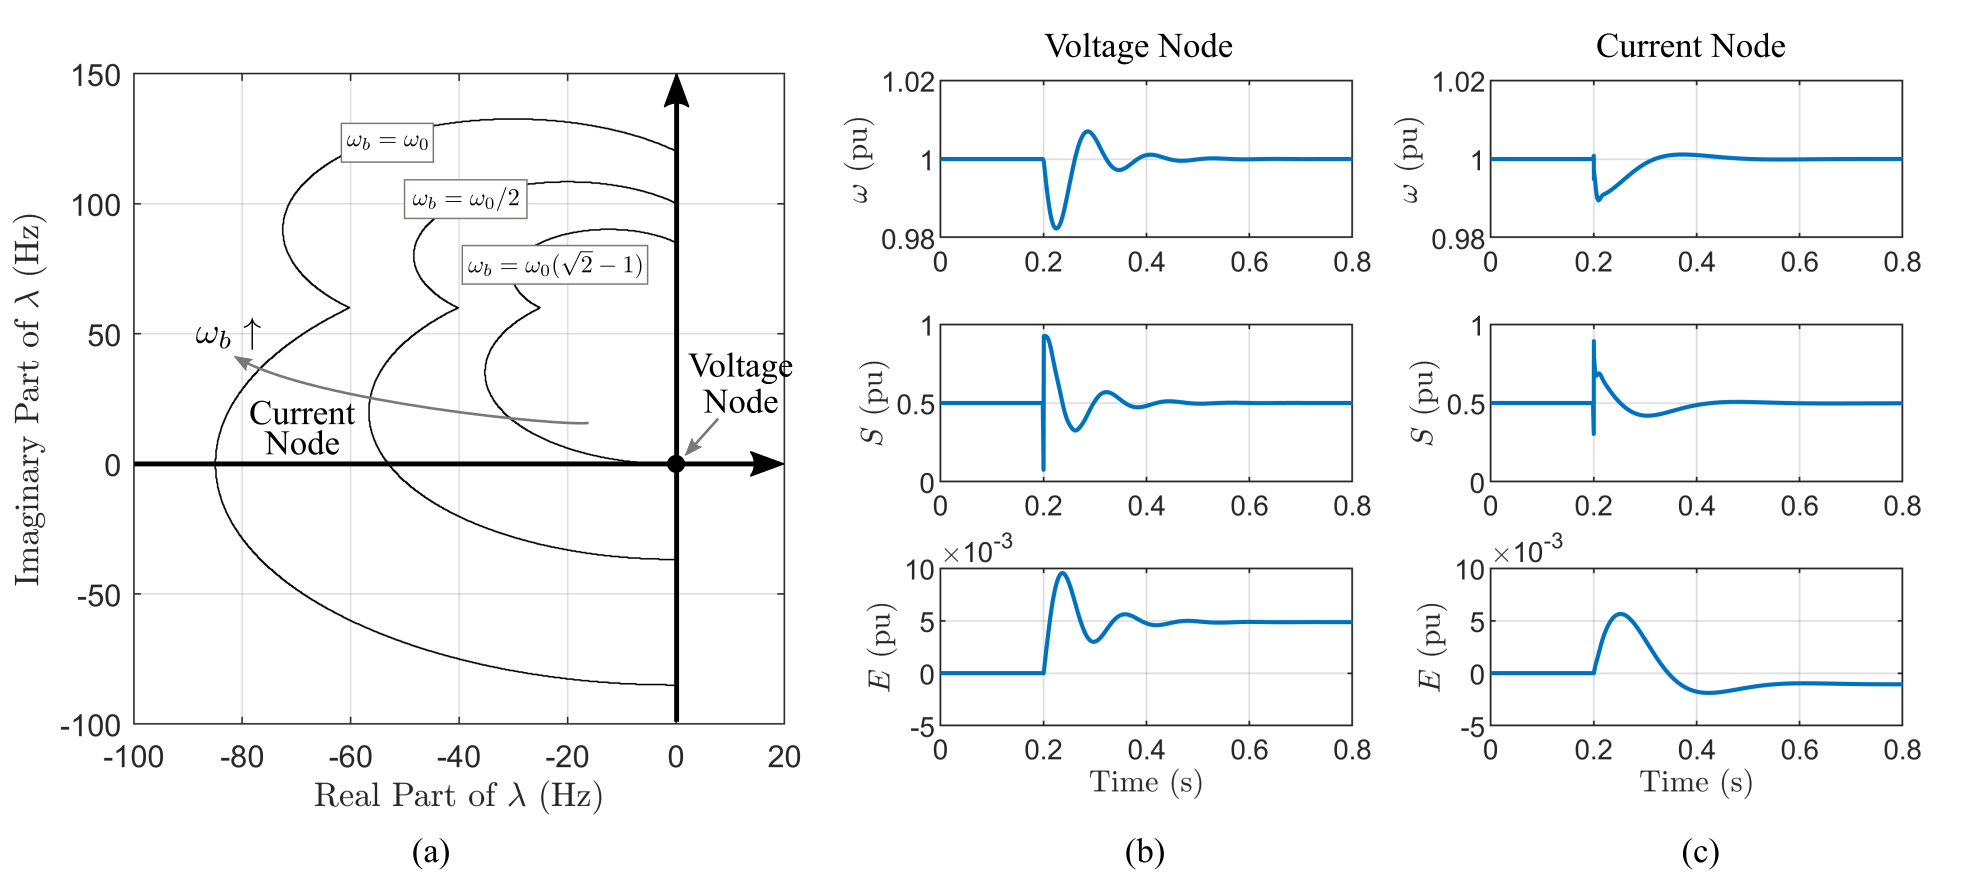 150
100
50
0
-50
-100
-100 -80 -60 -40 -20 0 20
Imaginary Part of λ (Hz)
Real Part of λ (Hz)
ω_b = ω_0
ω_b = ω_0/2
ω_b = ω_0(√2 − 1)
ω_b ↑
Current
Node
Voltage
Node
(a)
Voltage Node
1.02
1
0.98
ω (pu)
0 0.2 0.4 0.6 0.8
1
0.5
0
S (pu)
0 0.2 0.4 0.6 0.8
×10⁻³
10
5
0
-5
E (pu)
0 0.2 0.4 0.6 0.8
Time (s)
(b)
Current Node
1.02
1
0.98
ω (pu)
0 0.2 0.4 0.6 0.8
1
0.5
0
S (pu)
0 0.2 0.4 0.6 0.8
×10⁻³
10
5
0
-5
E (pu)
0 0.2 0.4 0.6 0.8
Time (s)
(c)